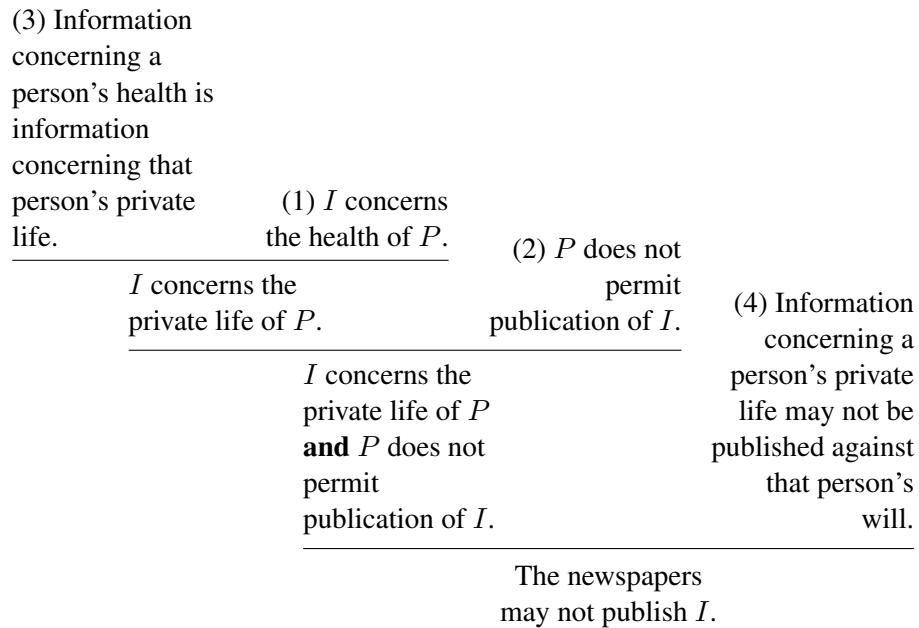 (3) Information
concerning a
person's health is
information
concerning that
person's private
life.
(1) I concerns
the health of P.
I concerns the
private life of P.
(2) P does not
permit
publication of I.
I concerns the
private life of P
and P does not
permit
publication of I.
(4) Information
concerning a
person's private
life may not be
published against
that person's
will.
The newspapers
may not publish I.